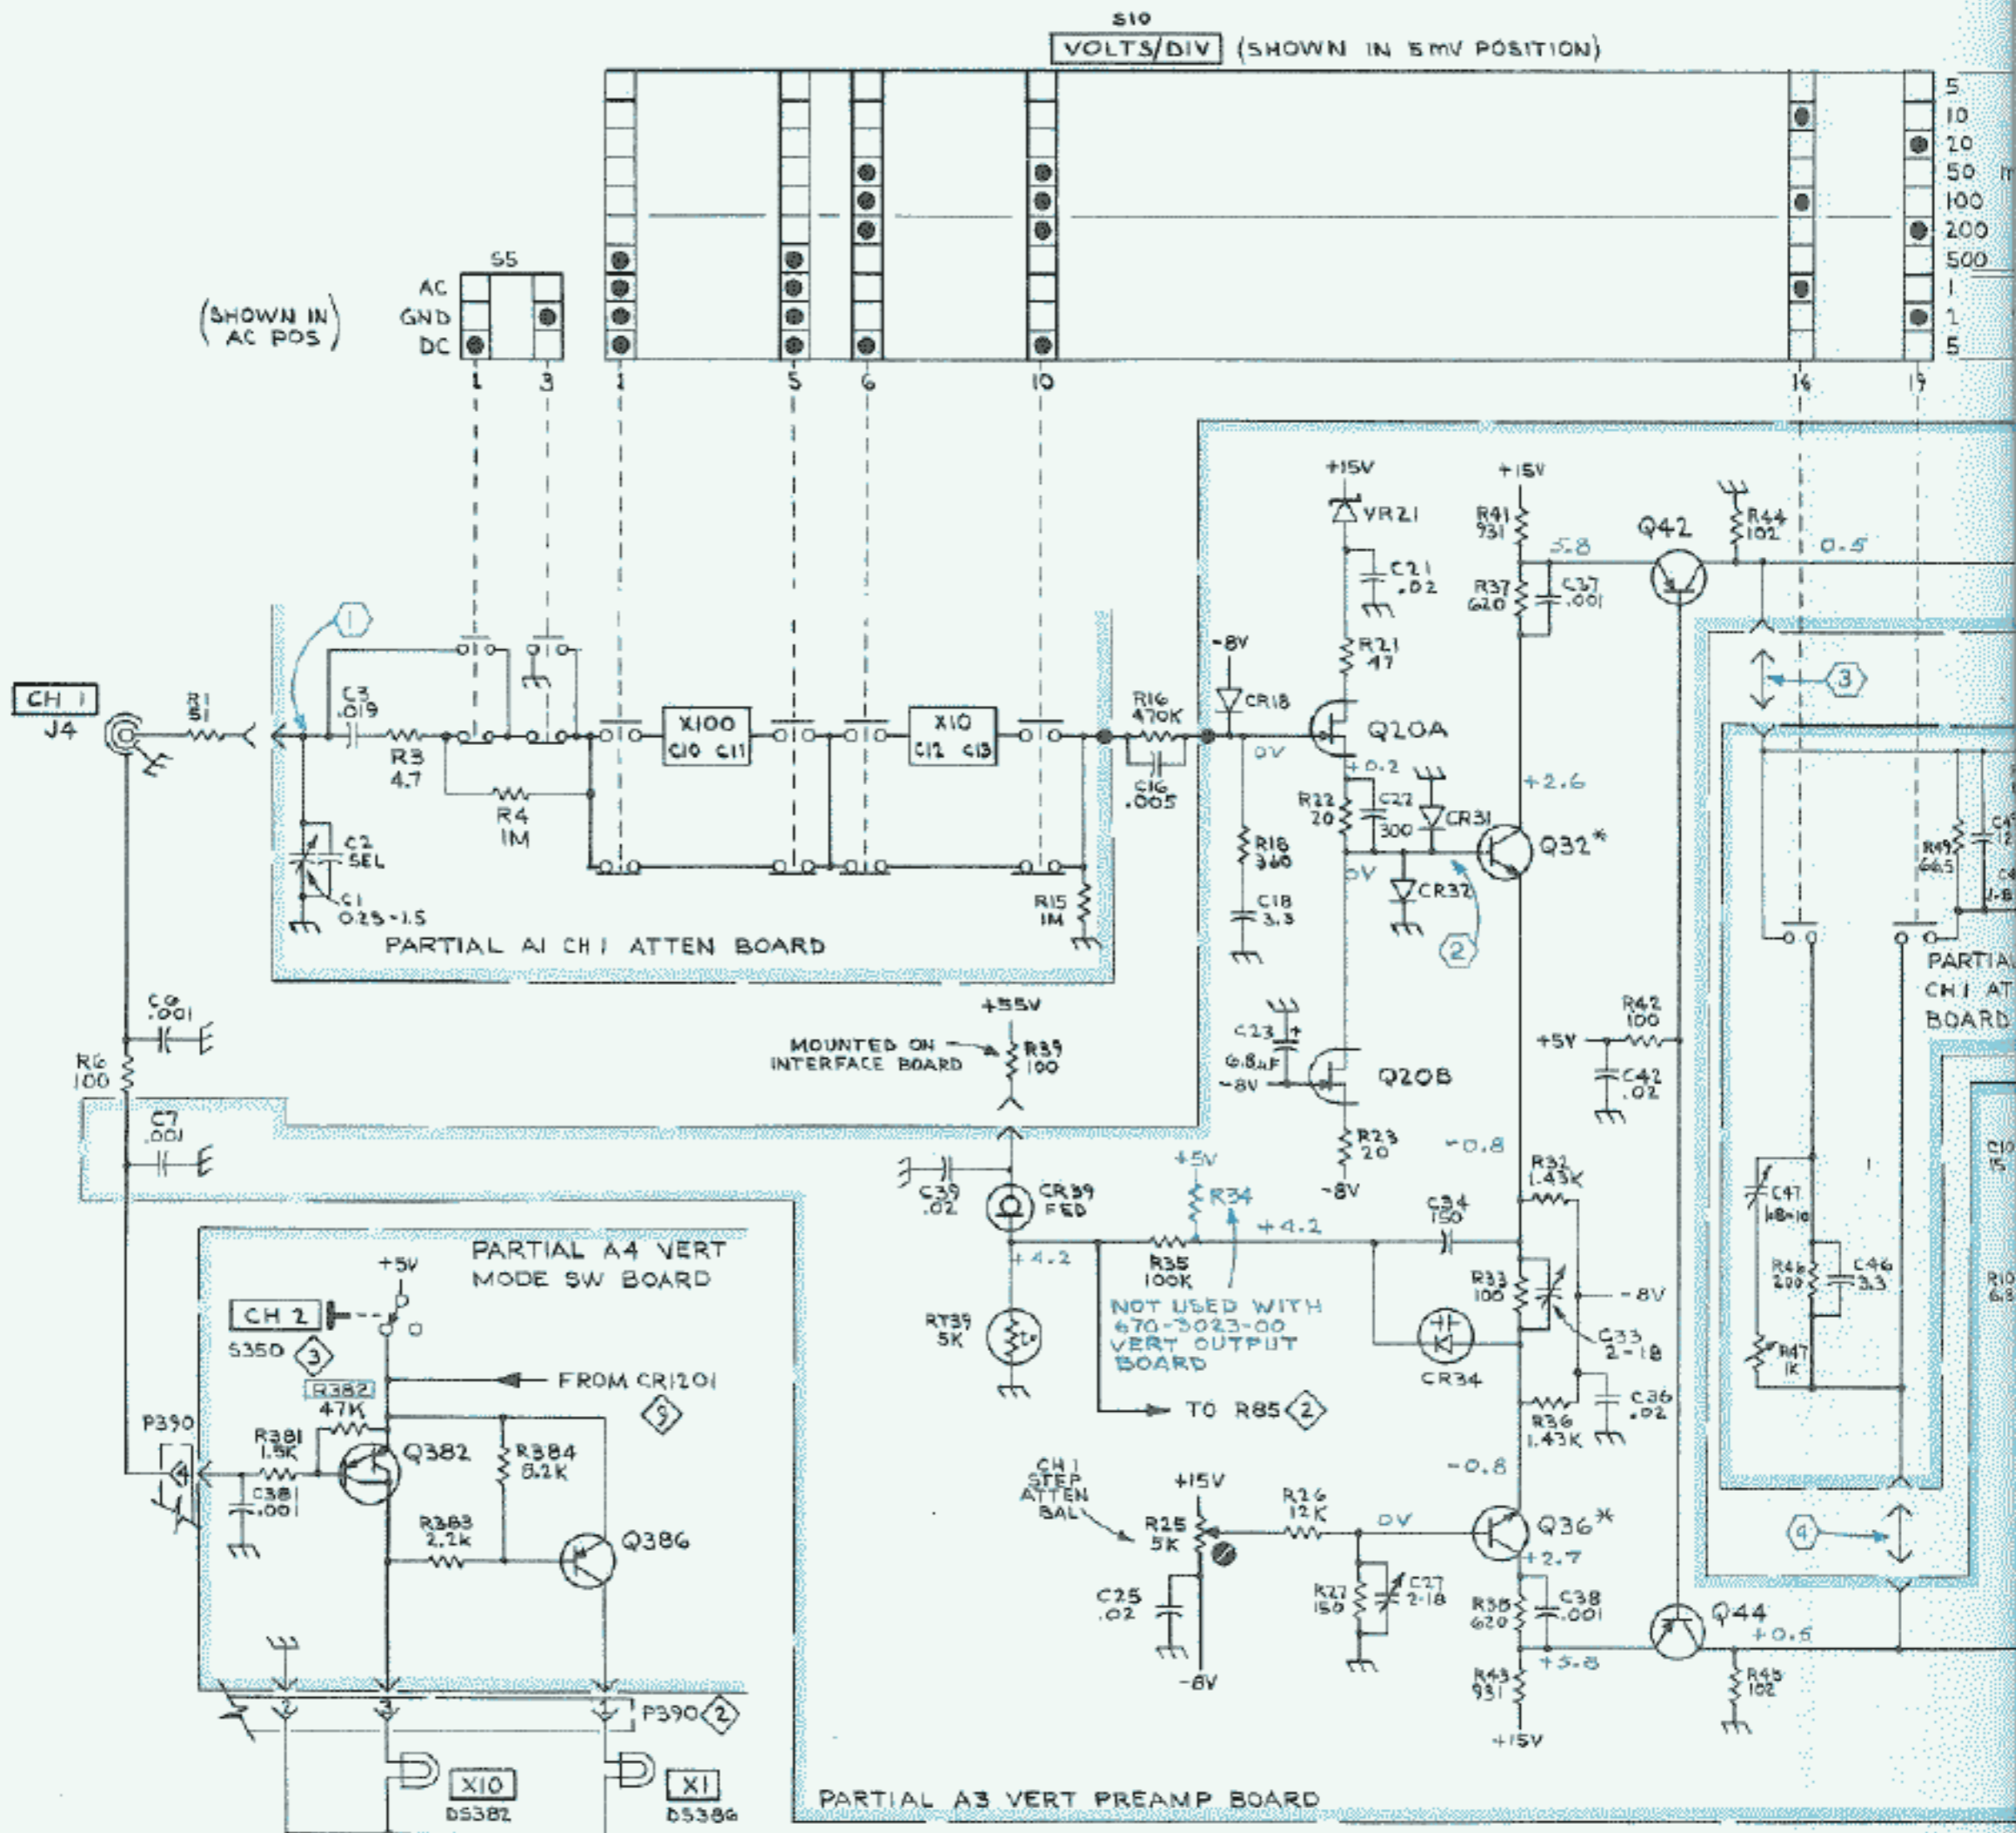 S10
VOLTS/DIV (SHOWN IN 5mV POSITION)
5
10
20
50
100
200
500
1
1
5
S5
AC
GND
DC
(SHOWN IN
AC POS)
1
3
1
5
6
10
16
19
+15V
VR21
C21
.02
R21
47
+15V
R41
931
5.8
R37
620
C37
.001
Q42
R44
102
0.5
1
CH 1
J4
R1
51
C3
.019
R3
4.7
R4
1M
X100
C10 C11
X10
C12 C13
R16
470K
C16
.005
-8V
CR18
0V
Q20A
+0.2
R22
20
C22
300
CR31
+2.6
Q32*
0V
CR32
2
R18
360
C18
3.3
C2
SEL
C1
0.25-1.5
R15
1M
PARTIAL A1 CH1 ATTEN BOARD
3
R49
66.5
PARTIA
CH1 AT
BOARD
C6
.001
R6
100
C7
.001
+55V
MOUNTED ON
INTERFACE BOARD
R39
100
C23
6.8µF
-8V
Q20B
R23
20
-8V
R42
100
+5V
C42
.02
-0.8
R32
1.43K
C39
.02
CR39
FED
+5V
R34
+4.2
+4.2
R35
100K
C34
150
R33
100
-8V
C33
2-18
NOT USED WITH
670-3023-00
VERT OUTPUT
BOARD
CR34
RT39
5K
TO R85 2
R36
1.43K
C36
.02
C47
1.8-10
R46
200
C46
3.3
R47
1K
PARTIAL A4 VERT
MODE SW BOARD
+5V
CH 2
S350
3
FROM CR1201
9
R382
47K
P390
4
R381
1.5K
Q382
R384
8.2K
C381
.001
R383
2.2K
Q386
CH 1
STEP
ATTEN
BAL
+15V
R25
5K
R26
12K
0V
-0.8
Q36*
+2.7
C25
.02
-8V
R27
150
C27
2-18
R38
620
C38
.001
+5.8
R43
931
+15V
Q44
+0.5
R45
102
4
2
3
1
P390 2
X10
DS382
X1
DS386
PARTIAL A3 VERT PREAMP BOARD